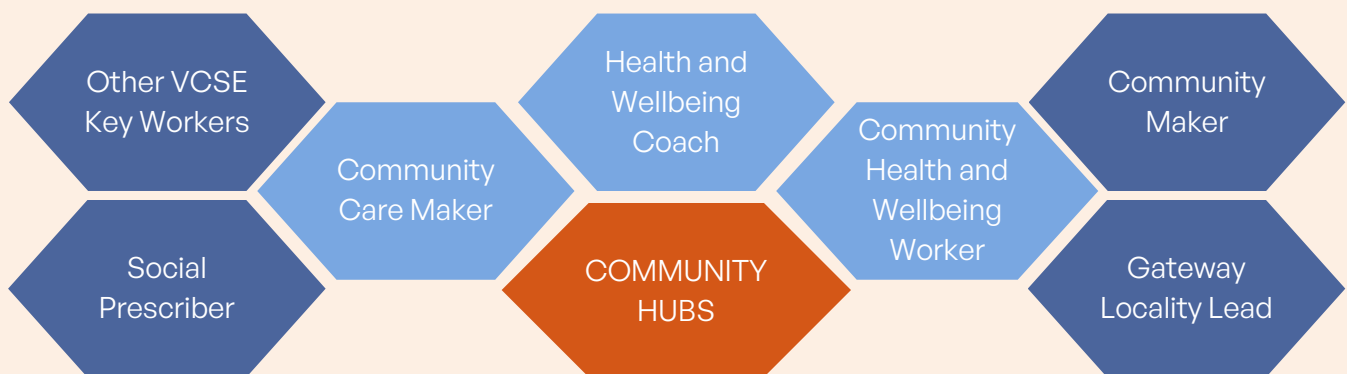 Other VCSE
Key Workers
Social
Prescriber
Community
Care Maker
Health and
Wellbeing
Coach
COMMUNITY
HUBS
Community
Health and
Wellbeing
Worker
Community
Maker
Gateway
Locality Lead